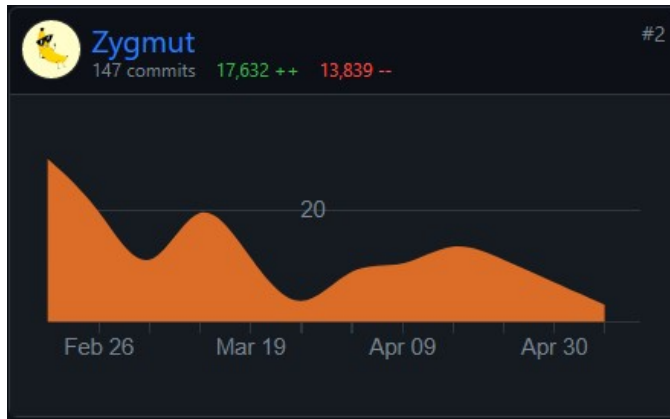 Zygmut
#2
147 commits 17,632 ++ 13,839 --
20
Feb 26 Mar 19 Apr 09 Apr 30